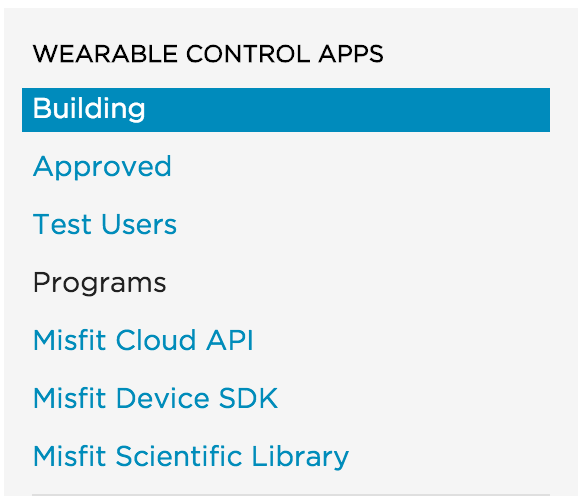 WEARABLE CONTROL APPS
Building
Approved
Test Users
Programs
Misfit Cloud API
Misfit Device SDK
Misfit Scientific Library